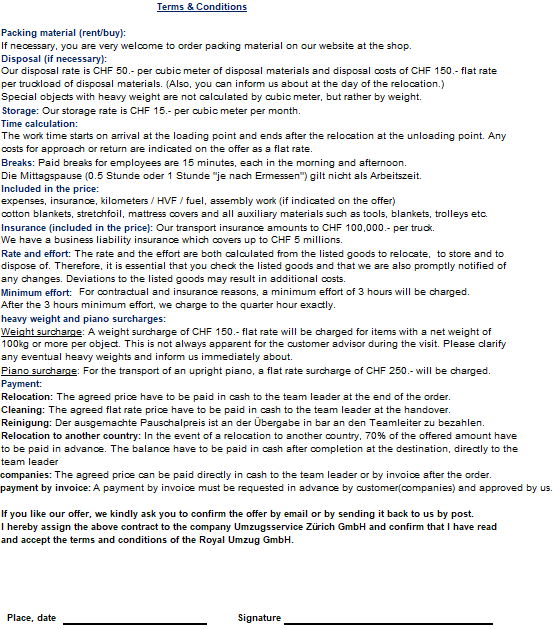 Terms & Conditions
Packing material (rent/buy):
If necessary, you are very welcome to order packing material on our website at the shop.
Disposal (if necessary):
Our disposal rate is CHF 50.- per cubic meter of disposal materials and disposal costs of CHF 150.- flat rate
per truckload of disposal materials. (Also, you can inform us about at the day of the relocation.)
Special objects with heavy weight are not calculated by cubic meter, but rather by weight.
Storage: Our storage rate is CHF 15.- per cubic meter per month.
Time calculation:
The work time starts on arrival at the loading point and ends after the relocation at the unloading point. Any
costs for approach or return are indicated on the offer as a flat rate.
Breaks: Paid breaks for employees are 15 minutes, each in the morning and afternoon.
Die Mittagspause (0.5 Stunde oder 1 Stunde "je nach Ermessen") gilt nicht als Arbeitszeit.
Included in the price:
expenses, insurance, kilometers / HVF / fuel, assembly work (if indicated on the offer)
cotton blankets, stretchfoil, mattress covers and all auxiliary materials such as tools, blankets, trolleys etc.
Insurance (included in the price): Our transport insurance amounts to CHF 100,000.- per truck.
We have a business liability insurance which covers up to CHF 5 millions.
Rate and effort: The rate and the effort are both calculated from the listed goods to relocate, to store and to
dispose of. Therefore, it is essential that you check the listed goods and that we are also promptly notified of
any changes. Deviations to the listed goods may result in additional costs.
Minimum effort: For contractual and insurance reasons, a minimum effort of 3 hours will be charged.
After the 3 hours minimum effort, we charge to the quarter hour exactly.
heavy weight and piano surcharges:
Weight surcharge: A weight surcharge of CHF 150.- flat rate will be charged for items with a net weight of
100kg or more per object. This is not always apparent for the customer advisor during the visit. Please clarify
any eventual heavy weights and inform us immediately about.
Piano surcharge: For the transport of an upright piano, a flat rate surcharge of CHF 250.- will be charged.
Payment:
Relocation: The agreed price have to be paid in cash to the team leader at the end of the order.
Cleaning: The agreed flat rate price have to be paid in cash to the team leader at the handover.
Reinigung: Der ausgemachte Pauschalpreis ist an der Übergabe in bar an den Teamleiter zu bezahlen.
Relocation to another country: In the event of a relocation to another country, 70% of the offered amount have
to be paid in advance. The balance have to be paid in cash after completion at the destination, directly to the
team leader
companies: The agreed price can be paid directly in cash to the team leader or by invoice after the order.
payment by invoice: A payment by invoice must be requested in advance by customer(companies) and approved by us.
If you like our offer, we kindly ask you to confirm the offer by email or by sending it back to us by post.
I hereby assign the above contract to the company Umzugsservice Zürich GmbH and confirm that I have read
and accept the terms and conditions of the Royal Umzug GmbH.
Place, date Signature